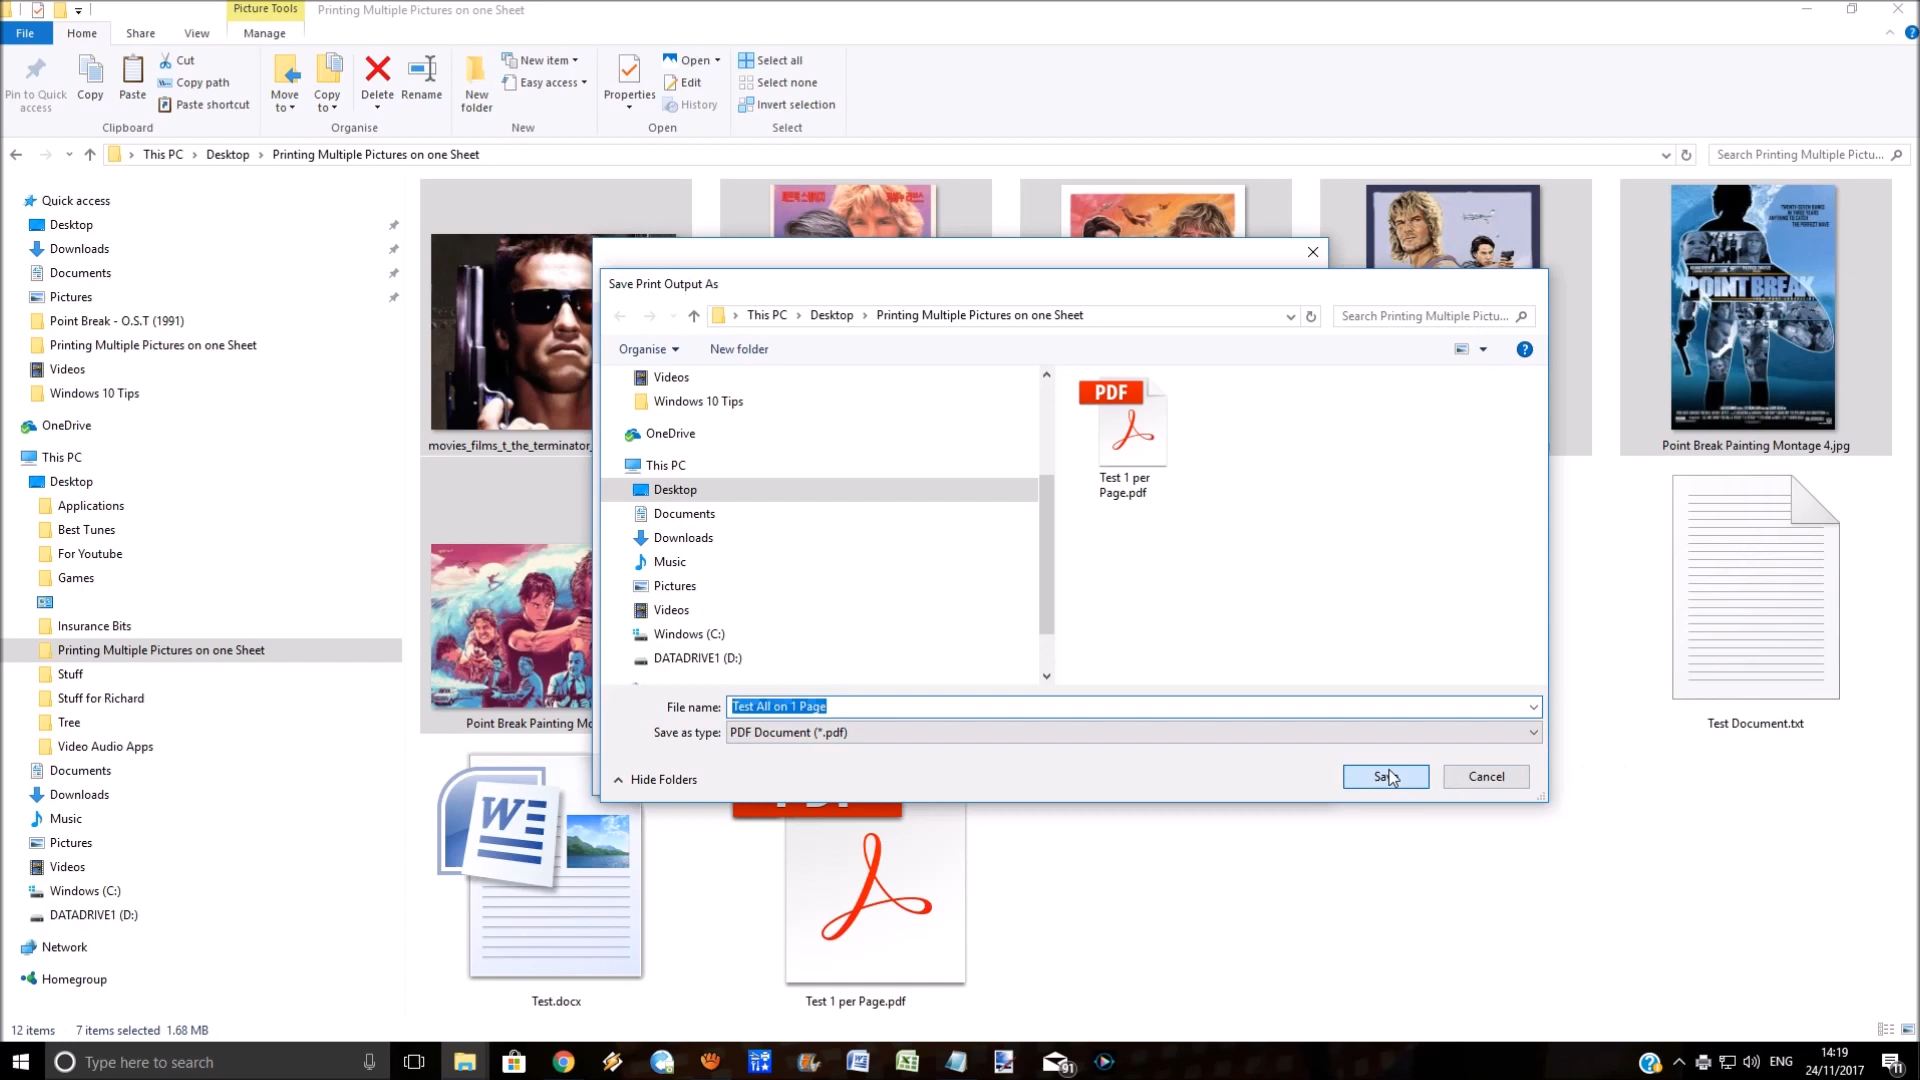 Picture Tools
Printing Multiple Pictures on one Sheet
File
Home
Share
View
Manage
Pin to Quick access
Copy
Paste
Cut
Copy path
Paste shortcut
Clipboard
Move to
Copy to
Delete
Rename
Organise
New folder
New item
Easy access
New
Properties
Open
Edit
History
Open
Select all
Select none
Invert selection
Select
This PC
Desktop
Printing Multiple Pictures on one Sheet
Search Printing Multiple Pictu...
Quick access
Desktop
Downloads
Documents
Pictures
Point Break - O.S.T (1991)
Printing Multiple Pictures on one Sheet
Videos
Windows 10 Tips
OneDrive
This PC
Desktop
Applications
Best Tunes
For Youtube
Games
Insurance Bits
Printing Multiple Pictures on one Sheet
Stuff
Stuff for Richard
Tree
Video Audio Apps
Documents
Downloads
Music
Pictures
Videos
Windows (C:)
DATADRIVE1 (D:)
Network
Homegroup
movies_films_t_the_terminator_
POINT BREAK
Point Break Painting Montage 4.jpg
Point Break Painting Mo
Test Document.txt
Test.docx
Test 1 per Page.pdf
Save Print Output As
This PC
Desktop
Printing Multiple Pictures on one Sheet
Search Printing Multiple Pictu...
Organise
New folder
Videos
Windows 10 Tips
OneDrive
This PC
Desktop
Documents
Downloads
Music
Pictures
Videos
Windows (C:)
DATADRIVE1 (D:)
PDF
Test 1 per
Page.pdf
File name:
Test All on 1 Page
Save as type:
PDF Document (*.pdf)
Hide Folders
Save
Cancel
12 items
7 items selected 1.68 MB
Type here to search
91
ENG
14:19
24/11/2017
11